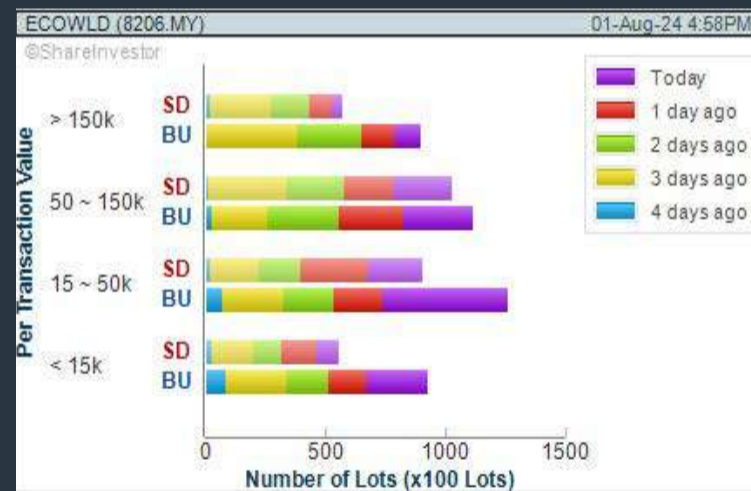 ECOWLD (8206.MY) 01-Aug-24 4:58PM
©ShareInvestor
Today
1 day ago
2 days ago
3 days ago
4 days ago
Per Transaction Value
> 150k
SD
BU
50 ~ 150k
SD
BU
15 ~ 50k
SD
BU
< 15k
SD
BU
0 500 1000 1500
Number of Lots (x100 Lots)